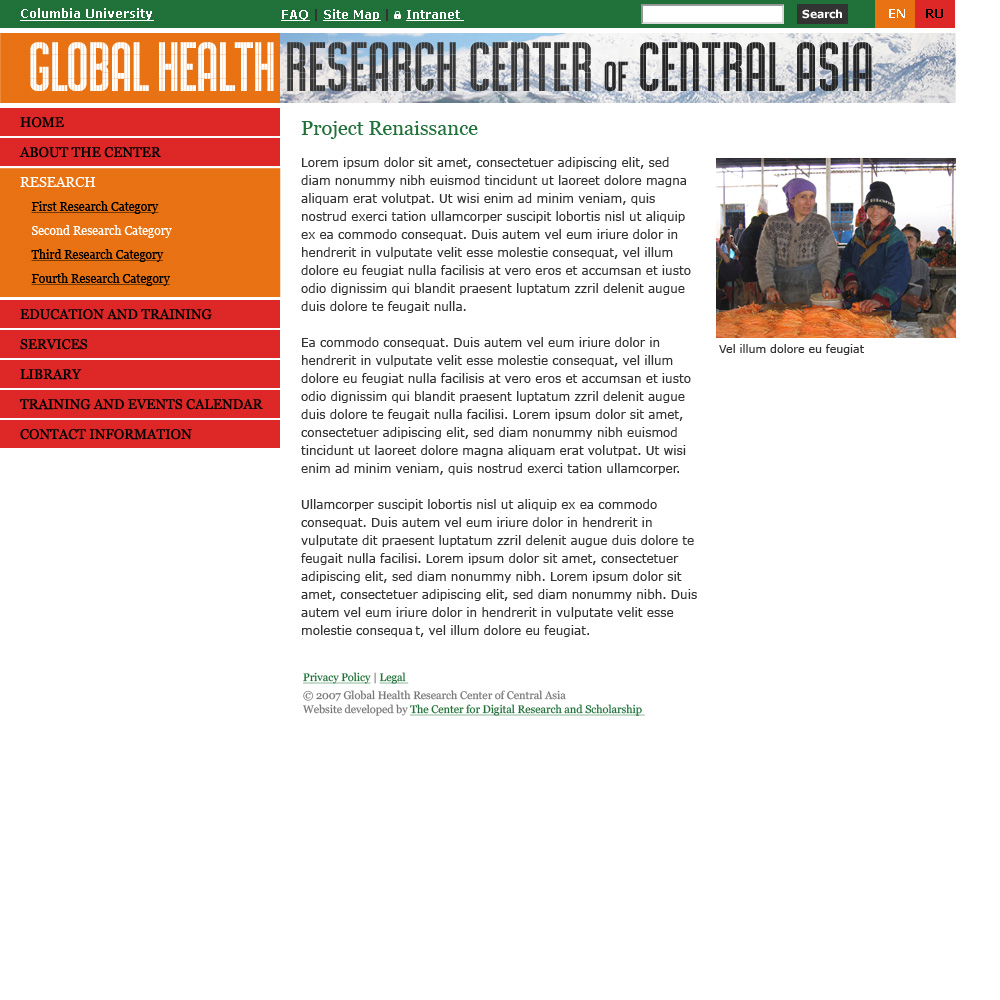 Columbia University
FAQ | Site Map | Intranet
Search
EN
RU
GLOBAL HEALTH RESEARCH CENTER OF CENTRAL ASIA
HOME
ABOUT THE CENTER
RESEARCH
First Research Category
Second Research Category
Third Research Category
Fourth Research Category
EDUCATION AND TRAINING
SERVICES
LIBRARY
TRAINING AND EVENTS CALENDAR
CONTACT INFORMATION
Project Renaissance
Lorem ipsum dolor sit amet, consectetuer adipiscing elit, sed
diam nonummy nibh euismod tincidunt ut laoreet dolore magna
aliquam erat volutpat. Ut wisi enim ad minim veniam, quis
nostrud exerci tation ullamcorper suscipit lobortis nisl ut aliquip
ex ea commodo consequat. Duis autem vel eum iriure dolor in
hendrerit in vulputate velit esse molestie consequat, vel illum
dolore eu feugiat nulla facilisis at vero eros et accumsan et iusto
odio dignissim qui blandit praesent luptatum zzril delenit augue
duis dolore te feugait nulla.
Ea commodo consequat. Duis autem vel eum iriure dolor in
hendrerit in vulputate velit esse molestie consequat, vel illum
dolore eu feugiat nulla facilisis at vero eros et accumsan et iusto
odio dignissim qui blandit praesent luptatum zzril delenit augue
duis dolore te feugait nulla facilisi. Lorem ipsum dolor sit amet,
consectetuer adipiscing elit, sed diam nonummy nibh euismod
tincidunt ut laoreet dolore magna aliquam erat volutpat. Ut wisi
enim ad minim veniam, quis nostrud exerci tation ullamcorper.
Ullamcorper suscipit lobortis nisl ut aliquip ex ea commodo
consequat. Duis autem vel eum iriure dolor in hendrerit in
vulputate dit praesent luptatum zzril delenit augue duis dolore te
feugait nulla facilisi. Lorem ipsum dolor sit amet, consectetuer
adipiscing elit, sed diam nonummy nibh. Lorem ipsum dolor sit
amet, consectetuer adipiscing elit, sed diam nonummy nibh. Duis
autem vel eum iriure dolor in hendrerit in vulputate velit esse
molestie consequat, vel illum dolore eu feugiat.
Vel illum dolore eu feugiat
Privacy Policy | Legal
© 2007 Global Health Research Center of Central Asia
Website developed by The Center for Digital Research and Scholarship